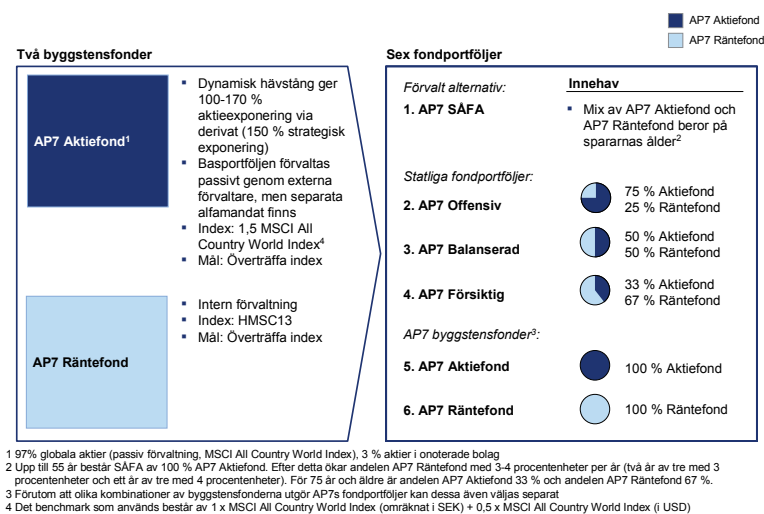 AP7 Aktiefond
AP7 Räntefond
Två byggstensfonder
Sex fondportföljer
AP7 Aktiefond1
▪ Dynamisk hävstång ger
100-170 %
aktieexponering via
derivat (150 % strategisk
exponering)
▪ Basportföljen förvaltas
passivt genom externa
förvaltare, men separata
alfamandat finns
▪ Index: 1,5 MSCI All
Country World Index4
▪ Mål: Överträffa index
AP7 Räntefond
▪ Intern förvaltning
▪ Index: HMSC13
▪ Mål: Överträffa index
Förvalt alternativ:
Innehav
1. AP7 SÅFA
▪ Mix av AP7 Aktiefond och
AP7 Räntefond beror på
spararnas ålder2
Statliga fondportföljer:
2. AP7 Offensiv
75 % Aktiefond
25 % Räntefond
3. AP7 Balanserad
50 % Aktiefond
50 % Räntefond
4. AP7 Försiktig
33 % Aktiefond
67 % Räntefond
AP7 byggstensfonder3:
5. AP7 Aktiefond
100 % Aktiefond
6. AP7 Räntefond
100 % Räntefond
1 97% globala aktier (passiv förvaltning, MSCI All Country World Index), 3 % aktier i onoterade bolag
2 Upp till 55 år består SÅFA av 100 % AP7 Aktiefond. Efter detta ökar andelen AP7 Räntefond med 3-4 procentenheter per år (två år av tre med 3
procentenheter och ett år av tre med 4 procentenheter). För 75 år och äldre är andelen AP7 Aktiefond 33 % och andelen AP7 Räntefond 67 %.
3 Förutom att olika kombinationer av byggstensfonderna utgör AP7s fondportföljer kan dessa även väljas separat
4 Det benchmark som används består av 1 x MSCI All Country World Index (omräknat i SEK) + 0,5 x MSCI All Country World Index (i USD)